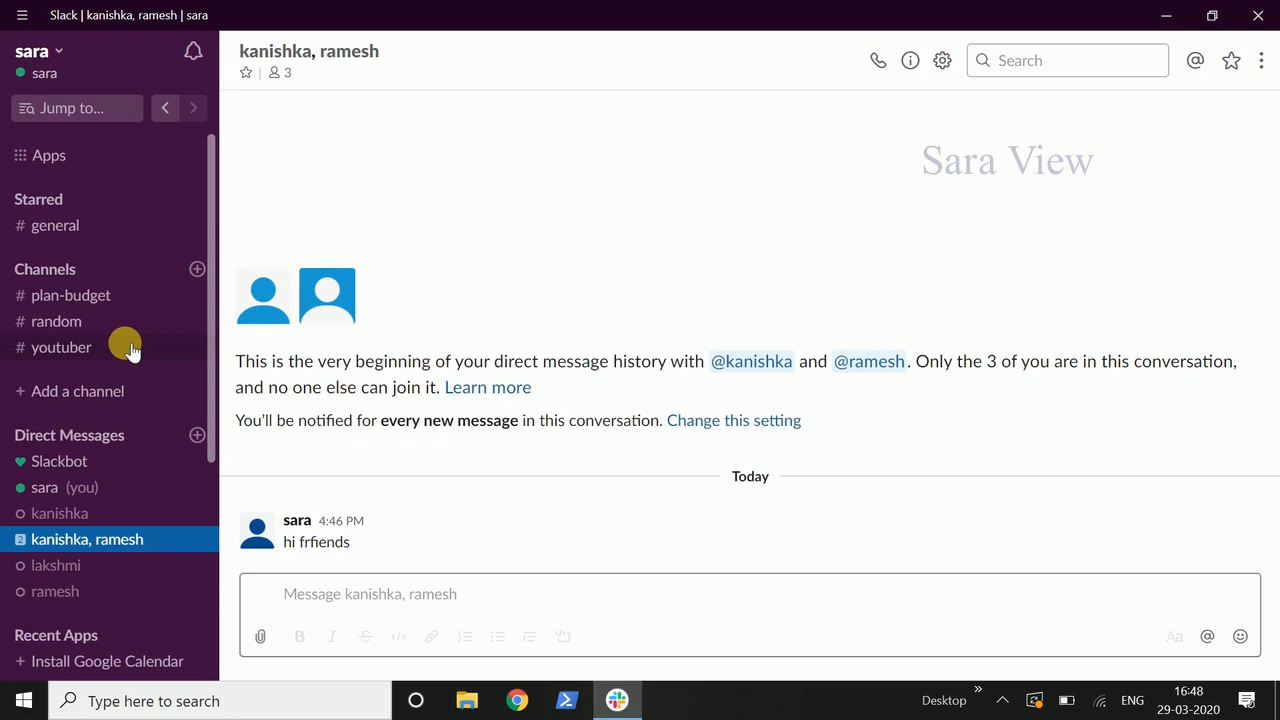 Slack | kanishka, ramesh | sara
sara
sara
Jump to...
Apps
Starred
# general
Channels
# plan-budget
# random
# youtuber
+ Add a channel
Direct Messages
Slackbot
sara (you)
kanishka
2 kanishka, ramesh
lakshmi
ramesh
Recent Apps
+ Install Google Calendar
kanishka, ramesh
3
Search
Sara View
This is the very beginning of your direct message history with @kanishka and @ramesh. Only the 3 of you are in this conversation,
and no one else can join it. Learn more
You'll be notified for every new message in this conversation. Change this setting
Today
sara 4:46 PM
hi frfiends
Message kanishka, ramesh
B I S </> Aa @
Type here to search
Desktop
ENG
16:48
29-03-2020